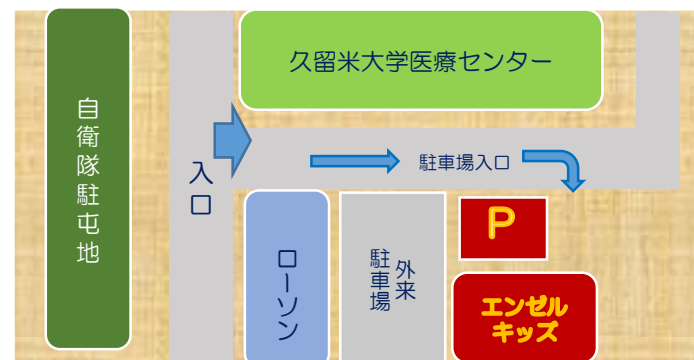 久留米大学医療センター
自衛隊駐屯地
入口
駐車場入口
P
ローソン
外来
駐車場
エンゼル
キッズ